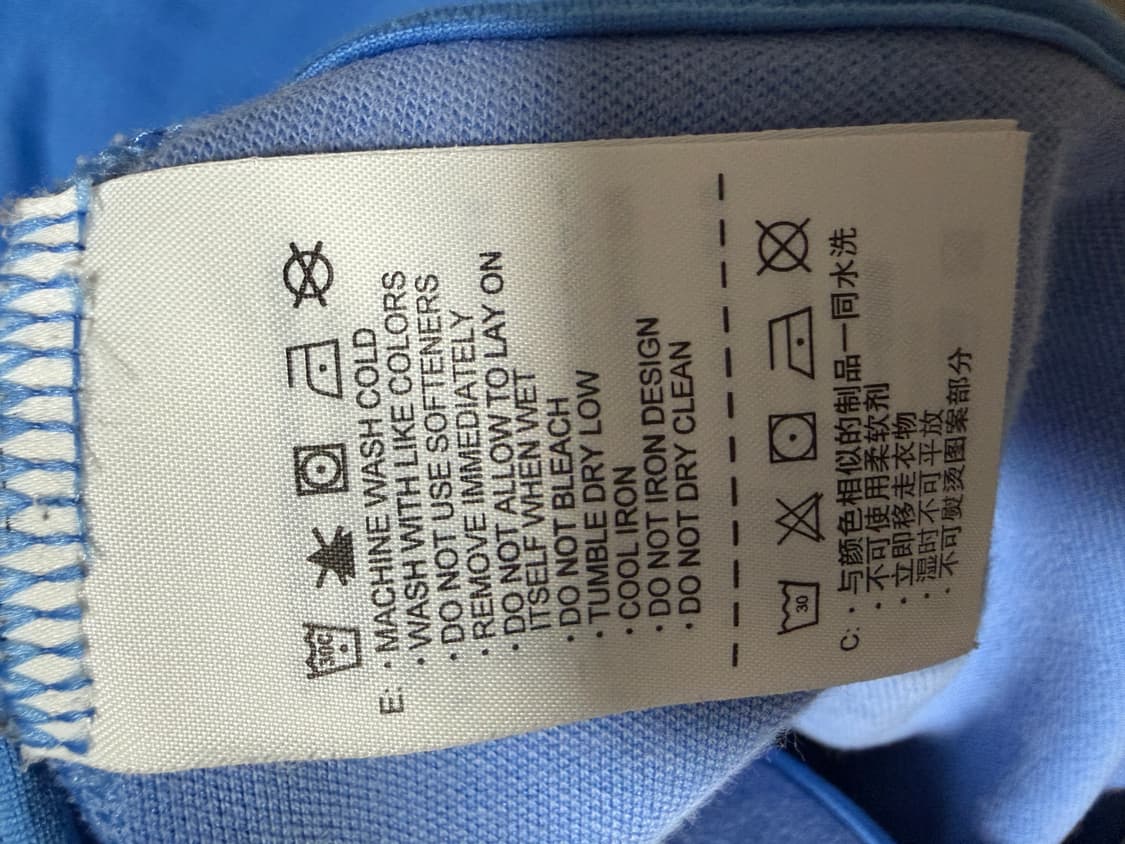 30C
E: · MACHINE WASH COLD
· WASH WITH LIKE COLORS
· DO NOT USE SOFTENERS
· REMOVE IMMEDIATELY
· DO NOT ALLOW TO LAY ON
ITSELF WHEN WET
· DO NOT BLEACH
· TUMBLE DRY LOW
· COOL IRON
· DO NOT IRON DESIGN
· DO NOT DRY CLEAN
30
C: · 与颜色相似的制品一同水洗
· 不可使用柔软剂
· 立即移走衣物
· 湿时不可平放
· 不可熨烫图案部分